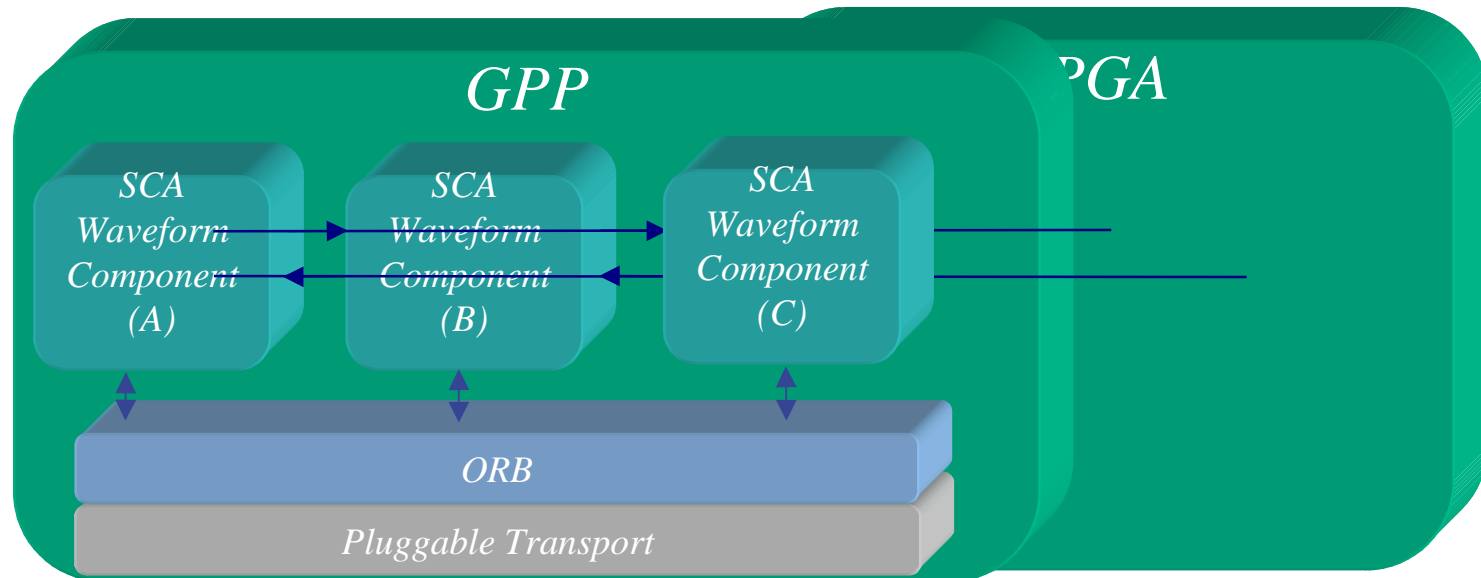 GPP
PGA
SCA
Waveform
Component
(A)
SCA
Waveform
Component
(B)
SCA
Waveform
Component
(C)
ORB
Pluggable Transport